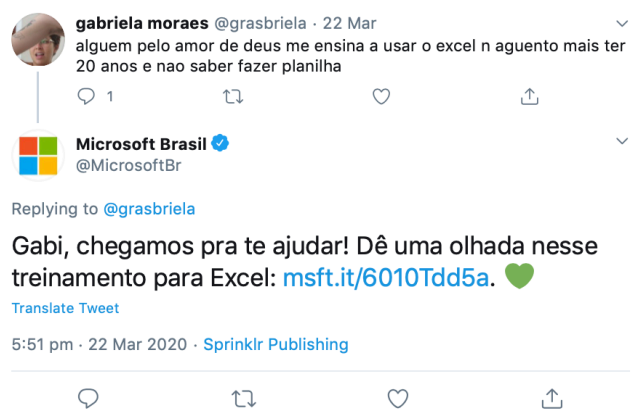 gabriela moraes @grasbriela · 22 Mar
alguem pelo amor de deus me ensina a usar o excel n aguento mais ter
20 anos e nao saber fazer planilha
1
Microsoft Brasil
@MicrosoftBr
Replying to @grasbriela
Gabi, chegamos pra te ajudar! Dê uma olhada nesse
treinamento para Excel: msft.it/6010Tdd5a. 💚
Translate Tweet
5:51 pm · 22 Mar 2020 · Sprinklr Publishing